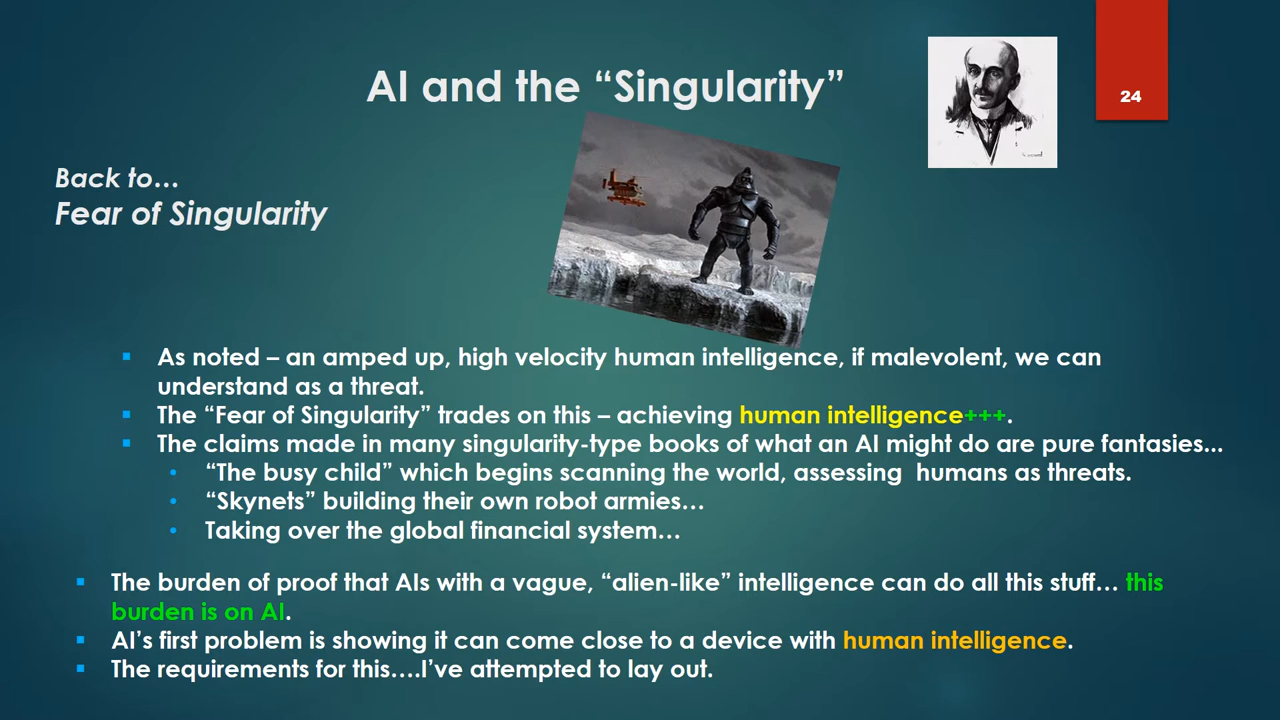 AI and the “Singularity”
24
Back to…
Fear of Singularity
▪ As noted – an amped up, high velocity human intelligence, if malevolent, we can
understand as a threat.
▪ The “Fear of Singularity” trades on this – achieving human intelligence+++.
▪ The claims made in many singularity-type books of what an AI might do are pure fantasies...
• “The busy child” which begins scanning the world, assessing  humans as threats.
• “Skynets” building their own robot armies…
• Taking over the global financial system…
▪ The burden of proof that AIs with a vague, “alien-like” intelligence can do all this stuff… this
burden is on AI.
▪ AI’s first problem is showing it can come close to a device with human intelligence.
▪ The requirements for this….I’ve attempted to lay out.